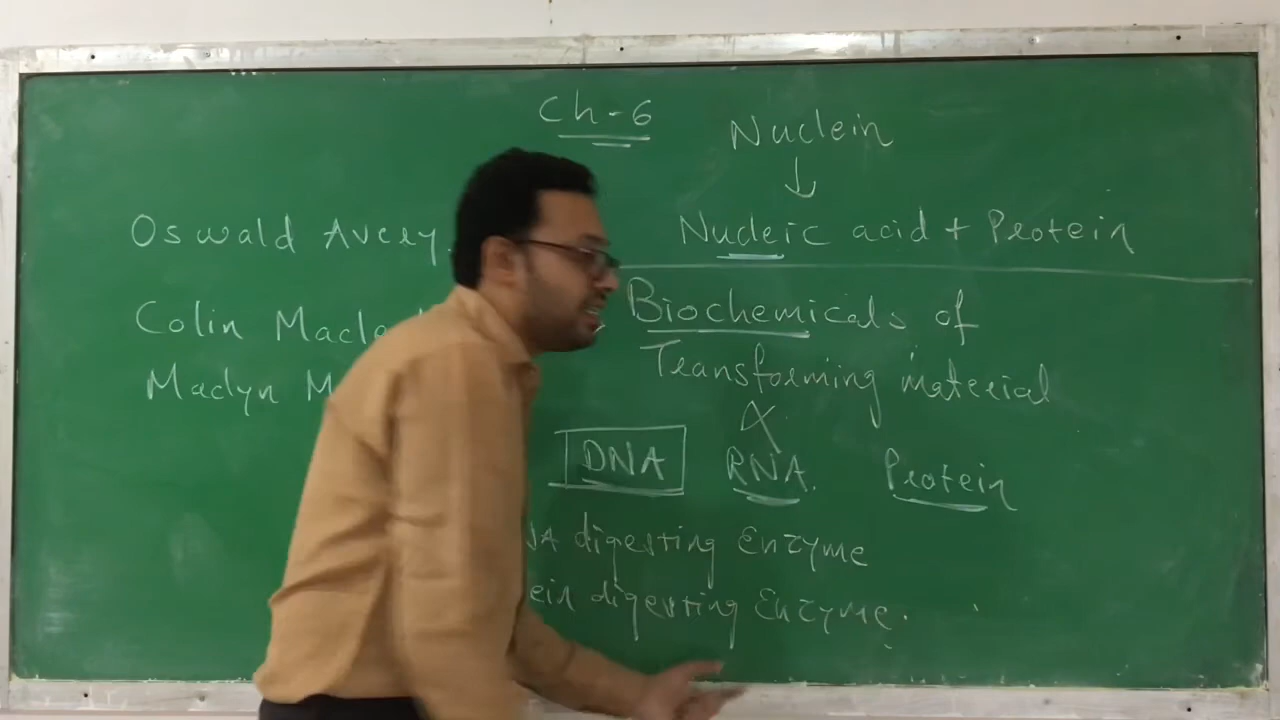 Ch-6
Nuclein
↓
Nucleic acid + Protein
Oswald Avery.
Colin
Maclyn
Biochemicals of
Transforming material
DNA RNA. Protein
digesting Enzyme
digesting Enzyme.